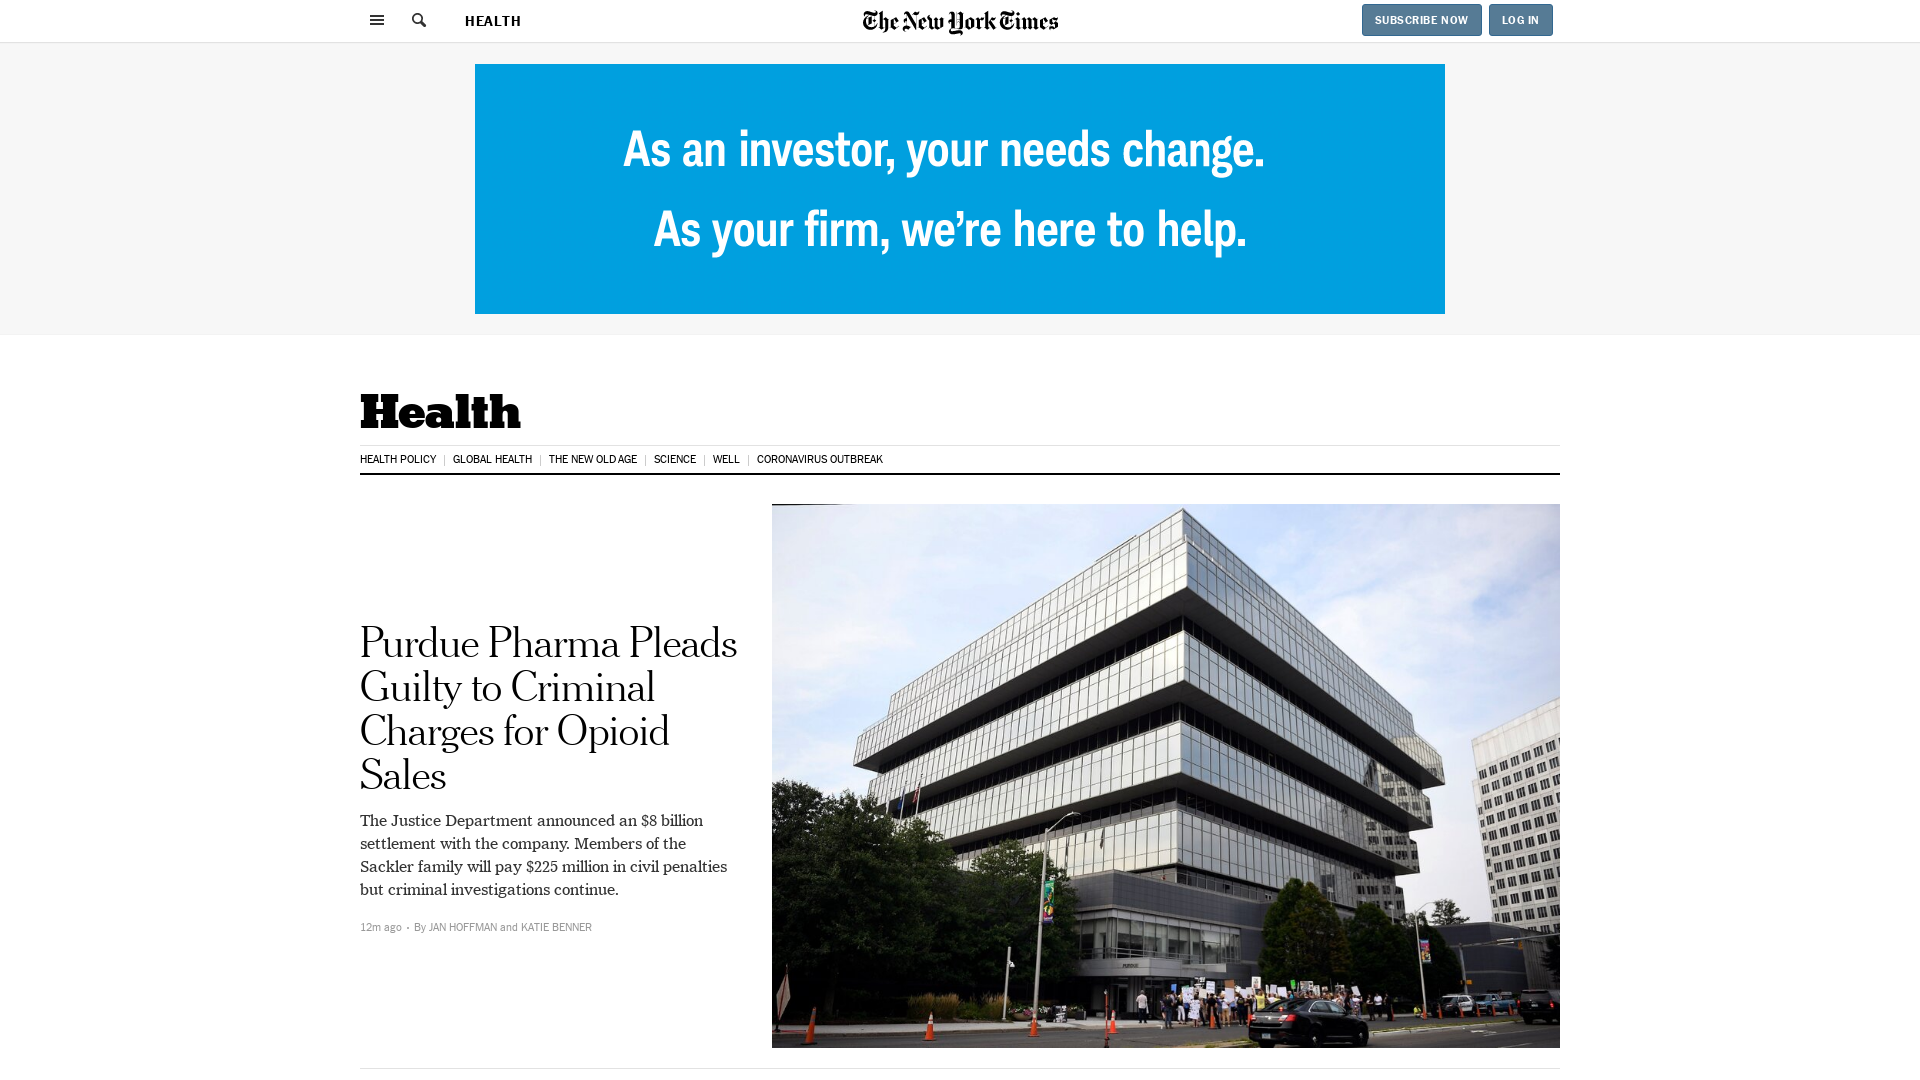 HEALTH
The New York Times
SUBSCRIBE NOW
LOG IN
As an investor, your needs change.
As your firm, we’re here to help.
Health
HEALTH POLICY
GLOBAL HEALTH
THE NEW OLD AGE
SCIENCE
WELL
CORONAVIRUS OUTBREAK
Purdue Pharma Pleads
Guilty to Criminal
Charges for Opioid
Sales
The Justice Department announced an $8 billion
settlement with the company. Members of the
Sackler family will pay $225 million in civil penalties
but criminal investigations continue.
12m ago · By JAN HOFFMAN and KATIE BENNER